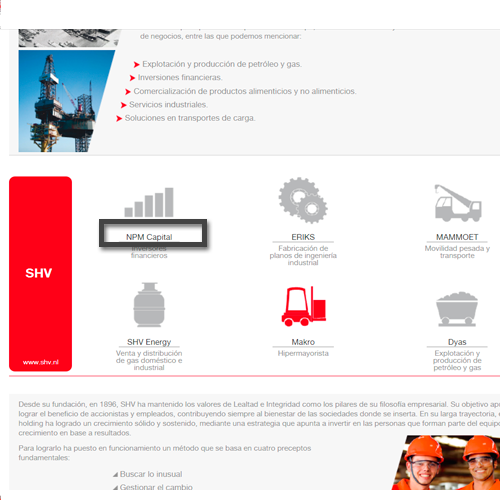 de negocios, entre las que podemos mencionar:
Explotación y producción de petróleo y gas.
Inversiones financieras.
Comercialización de productos alimenticios y no alimenticios.
Servicios industriales.
Soluciones en transportes de carga.
SHV
www.shv.nl
NPM Capital
Inversores
financieros
ERIKS
Fabricación de
planos de ingeniería
industrial
MAMMOET
Movilidad pesada y
transporte
SHV Energy
Venta y distribución
de gas doméstico e
industrial
Makro
Hipermayorista
Dyas
Explotación y
producción de
petróleo y gas
Desde su fundación, en 1896, SHV ha mantenido los valores de Lealtad e Integridad como los pilares de su filosofía empresarial. Su objetivo
lograr el beneficio de accionistas y empleados, contribuyendo siempre al bienestar de las sociedades donde se inserta. En su larga trayectoria,
holding ha logrado un crecimiento sólido y sostenido, mediante una estrategia que apunta a invertir en las personas que forman parte del
crecimiento en base a resultados.
Para lograrlo ha puesto en funcionamiento un método que se basa en cuatro preceptos
fundamentales:
Buscar lo inusual
Gestionar el cambio